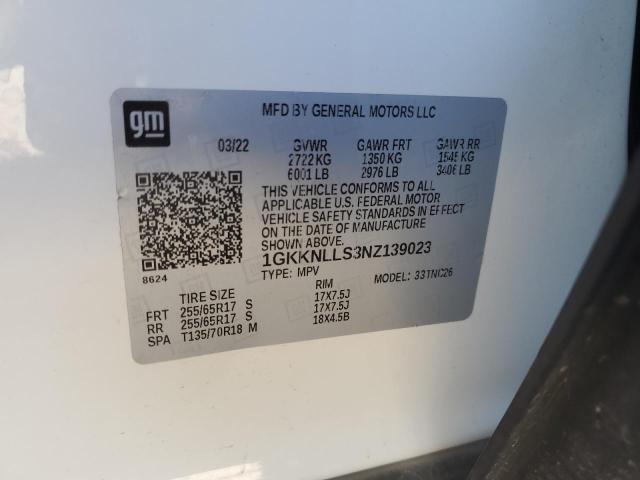 gm
MFD BY GENERAL MOTORS LLC
03/22 GVWR GAWR FRT GAWR RR
2722 KG 1350 KG 1545 KG
6001 LB 2976 LB 3406 LB
THIS VEHICLE CONFORMS TO ALL
APPLICABLE U.S. FEDERAL MOTOR
VEHICLE SAFETY STANDARDS IN EFFECT
ON THE DATE OF MANUFACTURE
SHOWN ABOVE.
8624
1GKKNLLS3NZ139023
TYPE: MPV MODEL: 33TNC26
TIRE SIZE RIM
FRT 255/65R17 S 17X7.5J
RR 255/65R17 S 17X7.5J
SPA T135/70R18 M 18X4.5B